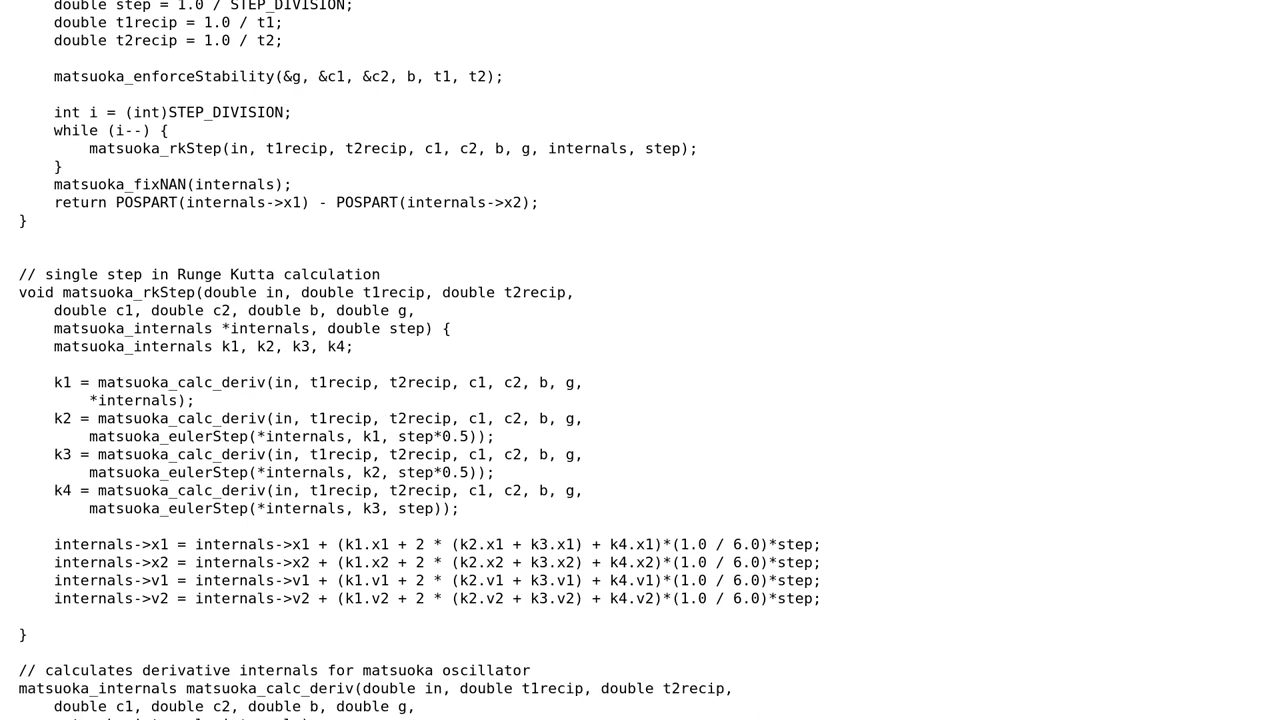 double step = 1.0 / STEP_DIVISION;
double t1recip = 1.0 / t1;
double t2recip = 1.0 / t2;
matsuoka_enforceStability(&g, &c1, &c2, b, t1, t2);
int i = (int)STEP_DIVISION;
while (i--) {
matsuoka_rkStep(in, t1recip, t2recip, c1, c2, b, g, internals, step);
}
matsuoka_fixNAN(internals);
return POSPART(internals->x1) - POSPART(internals->x2);
}
// single step in Runge Kutta calculation
void matsuoka_rkStep(double in, double t1recip, double t2recip,
double c1, double c2, double b, double g,
matsuoka_internals *internals, double step) {
matsuoka_internals k1, k2, k3, k4;
k1 = matsuoka_calc_deriv(in, t1recip, t2recip, c1, c2, b, g,
*internals);
k2 = matsuoka_calc_deriv(in, t1recip, t2recip, c1, c2, b, g,
matsuoka_eulerStep(*internals, k1, step*0.5));
k3 = matsuoka_calc_deriv(in, t1recip, t2recip, c1, c2, b, g,
matsuoka_eulerStep(*internals, k2, step*0.5));
k4 = matsuoka_calc_deriv(in, t1recip, t2recip, c1, c2, b, g,
matsuoka_eulerStep(*internals, k3, step));
internals->x1 = internals->x1 + (k1.x1 + 2 * (k2.x1 + k3.x1) + k4.x1)*(1.0 / 6.0)*step;
internals->x2 = internals->x2 + (k1.x2 + 2 * (k2.x2 + k3.x2) + k4.x2)*(1.0 / 6.0)*step;
internals->v1 = internals->v1 + (k1.v1 + 2 * (k2.v1 + k3.v1) + k4.v1)*(1.0 / 6.0)*step;
internals->v2 = internals->v2 + (k1.v2 + 2 * (k2.v2 + k3.v2) + k4.v2)*(1.0 / 6.0)*step;
}
// calculates derivative internals for matsuoka oscillator
matsuoka_internals matsuoka_calc_deriv(double in, double t1recip, double t2recip,
double c1, double c2, double b, double g,